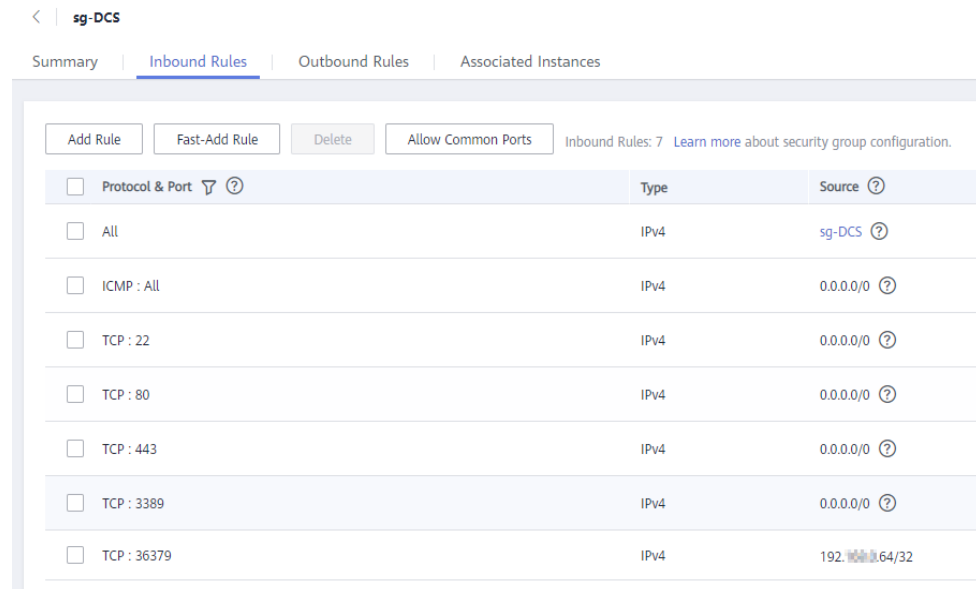 sg-DCS
Summary Inbound Rules Outbound Rules Associated Instances
Add Rule Fast-Add Rule Delete Allow Common Ports Inbound Rules: 7 Learn more about security group configuration.
Protocol & Port Type Source
All IPv4 sg-DCS
ICMP : All IPv4 0.0.0.0/0
TCP : 22 IPv4 0.0.0.0/0
TCP : 80 IPv4 0.0.0.0/0
TCP : 443 IPv4 0.0.0.0/0
TCP : 3389 IPv4 0.0.0.0/0
TCP : 36379 IPv4 192. .64/32